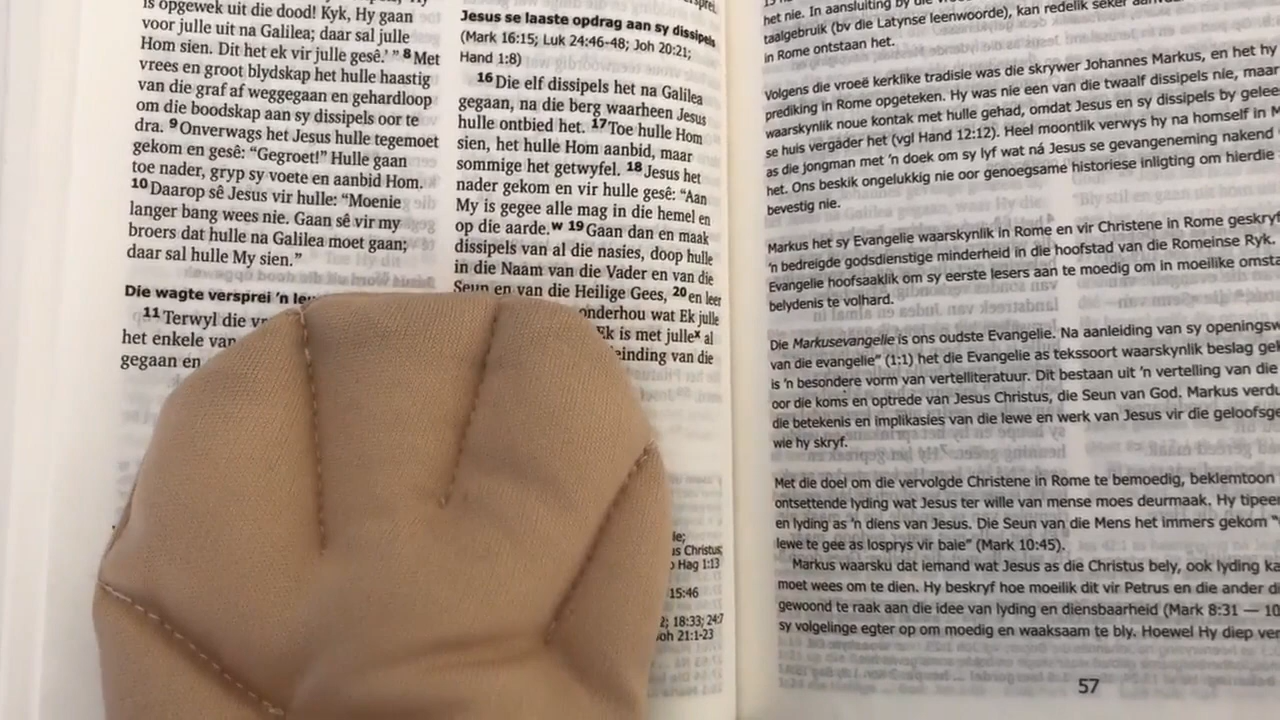 is opgewek uit die dood! Kyk, Hy gaan
voor julle uit na Galilea; daar sal julle
Hom sien. Dit het ek vir julle gesê.’ ” 8 Met
vrees en groot blydskap het hulle haastig
van die graf af weggegaan en gehardloop
om die boodskap aan sy dissipels oor te
dra. 9 Onverwags het Jesus hulle tegemoet
gekom en gesê: “Gegroet!” Hulle gaan
toe nader, gryp sy voete en aanbid Hom.
10 Daarop sê Jesus vir hulle: “Moenie
langer bang wees nie. Gaan sê vir my
broers dat hulle na Galilea moet gaan;
daar sal hulle My sien.”
Die wagte versprei ’n
11 Terwyl die
het enkele van
gegaan en
Jesus se laaste opdrag aan sy dissipels
(Mark 16:15; Luk 24:46-48; Joh 20:21;
Hand 1:8)
16 Die elf dissipels het na Galilea
gegaan, na die berg waarheen Jesus
hulle ontbied het. 17 Toe hulle Hom
sien, het hulle Hom aanbid, maar
sommige het getwyfel. 18 Jesus het
nader gekom en vir hulle gesê: “Aan
My is gegee alle mag in die hemel en
op die aarde.w 19 Gaan dan en maak
dissipels van al die nasies, doop hulle
in die Naam van die Vader en van die
Seun en van die Heilige Gees, 20 en leer
onderhou wat Ek julle
Ek is met jullex al
einding van die
le;
us Christus;
Hag 1:13
15:46
2; 18:33; 24:7
Joh 21:1-23
het nie. In aansluiting by die
taalgebruik (bv die Latynse leenwoorde), kan redelik seker
in Rome ontstaan het.
Volgens die vroeë kerklike tradisie was die skrywer Johannes Markus, en het hy
prediking in Rome opgeteken. Hy was nie een van die twaalf dissipels nie, maar
waarskynlik noue kontak met hulle gehad, omdat Jesus en sy dissipels by
se huis vergader het (vgl Hand 12:12). Heel moontlik verwys hy na homself in
as die jongman met ’n doek om sy lyf wat ná Jesus se gevangeneming nakend
het. Ons beskik ongelukkig nie oor genoegsame historiese inligting om hierdie
bevestig nie.
Markus het sy Evangelie waarskynlik in Rome en vir Christene in Rome
’n bedreigde godsdienstige minderheid in die hoofstad van die Romeinse Ryk.
Evangelie hoofsaaklik om sy eerste lesers aan te moedig om in moeilike
belydenis te volhard.
Die Markusevangelie is ons oudste Evangelie. Na aanleiding van sy
van die evangelie” (1:1) het die Evangelie as tekssoort waarskynlik beslag
is ’n besondere vorm van vertelliteratuur. Dit bestaan uit ’n vertelling van die
oor die koms en optrede van Jesus Christus, die Seun van God. Markus
die betekenis en implikasies van die lewe en werk van Jesus vir die
wie hy skryf.
Met die doel om die vervolgde Christene in Rome te bemoedig, beklemtoon
ontsettende lyding wat Jesus ter wille van mense moes deurmaak. Hy
en lyding as ’n diens van Jesus. Die Seun van die Mens het immers gekom
lewe te gee as losprys vir baie” (Mark 10:45).
Markus waarsku dat iemand wat Jesus as die Christus bely, ook lyding
moet wees om te dien. Hy beskryf hoe moeilik dit vir Petrus en die ander
gewoond te raak aan die idee van lyding en diensbaarheid (Mark 8:31 — 10
sy volgelinge egter op om moedig en waaksaam te bly. Hoewel Hy diep
57